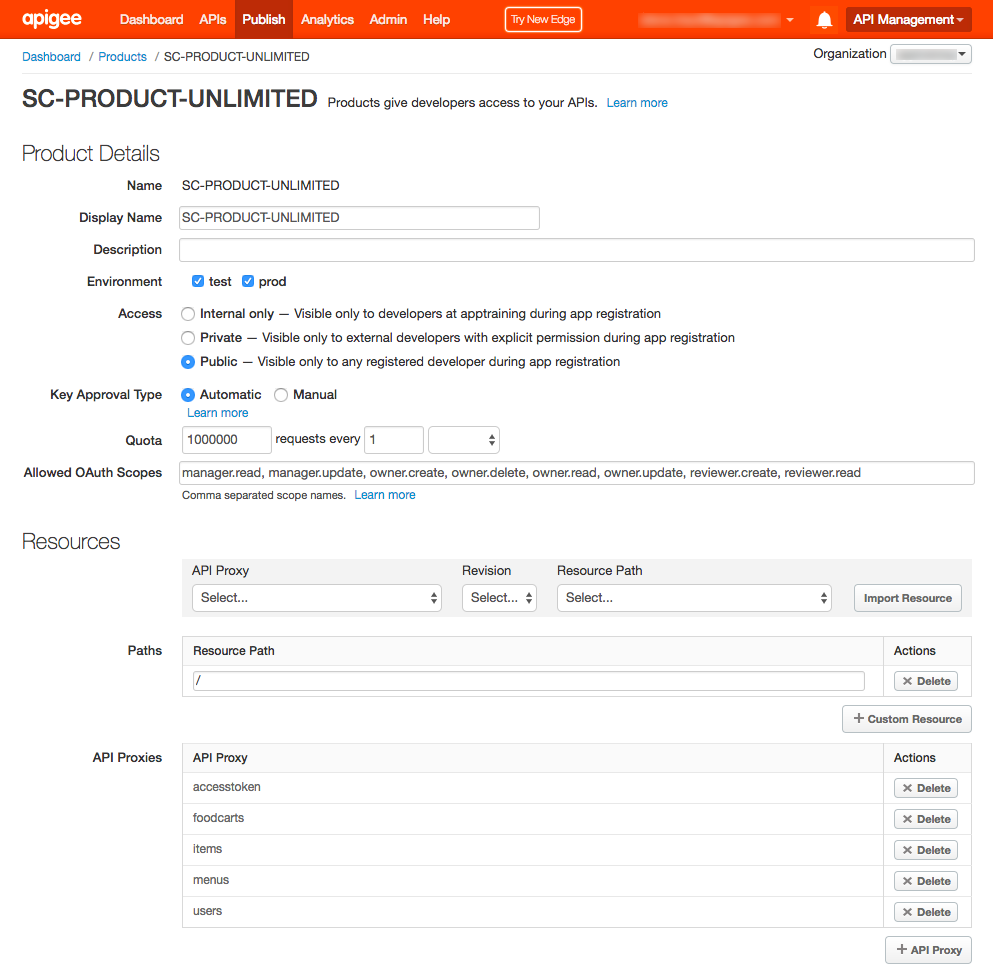 apigee Dashboard APIs Publish Analytics Admin Help Try New Edge API Management
Dashboard / Products / SC-PRODUCT-UNLIMITED Organization
SC-PRODUCT-UNLIMITED Products give developers access to your APIs. Learn more
Product Details
Name SC-PRODUCT-UNLIMITED
Display Name SC-PRODUCT-UNLIMITED
Description
Environment test prod
Access Internal only — Visible only to developers at apptraining during app registration
Private — Visible only to external developers with explicit permission during app registration
Public — Visible only to any registered developer during app registration
Key Approval Type Automatic Manual
Learn more
Quota 1000000 requests every 1
Allowed OAuth Scopes manager.read, manager.update, owner.create, owner.delete, owner.read, owner.update, reviewer.create, reviewer.read
Comma separated scope names. Learn more
Resources
API Proxy Revision Resource Path
Select... Select... Select... Import Resource
Paths Resource Path Actions
/ Delete
+ Custom Resource
API Proxies API Proxy Actions
accesstoken Delete
foodcarts Delete
items Delete
menus Delete
users Delete
+ API Proxy